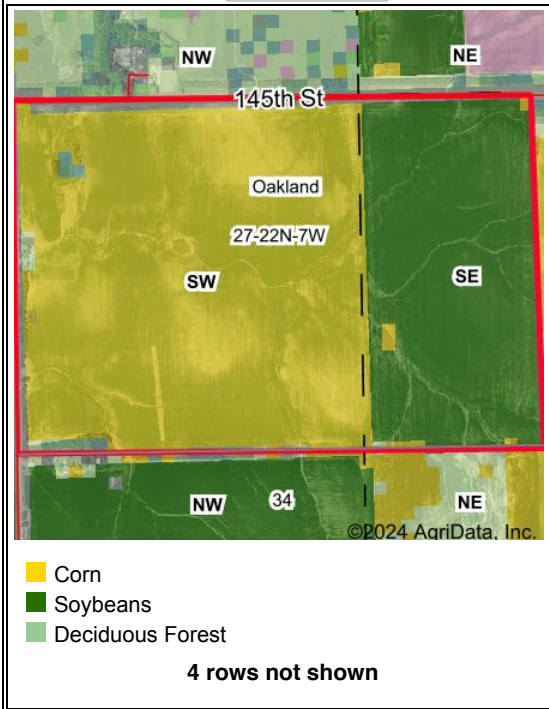 NW
NE
145th St
Oakland
27-22N-7W
SW
SE
NW
34
NE
©2024 AgriData, Inc.
Corn
Soybeans
Deciduous Forest
4 rows not shown